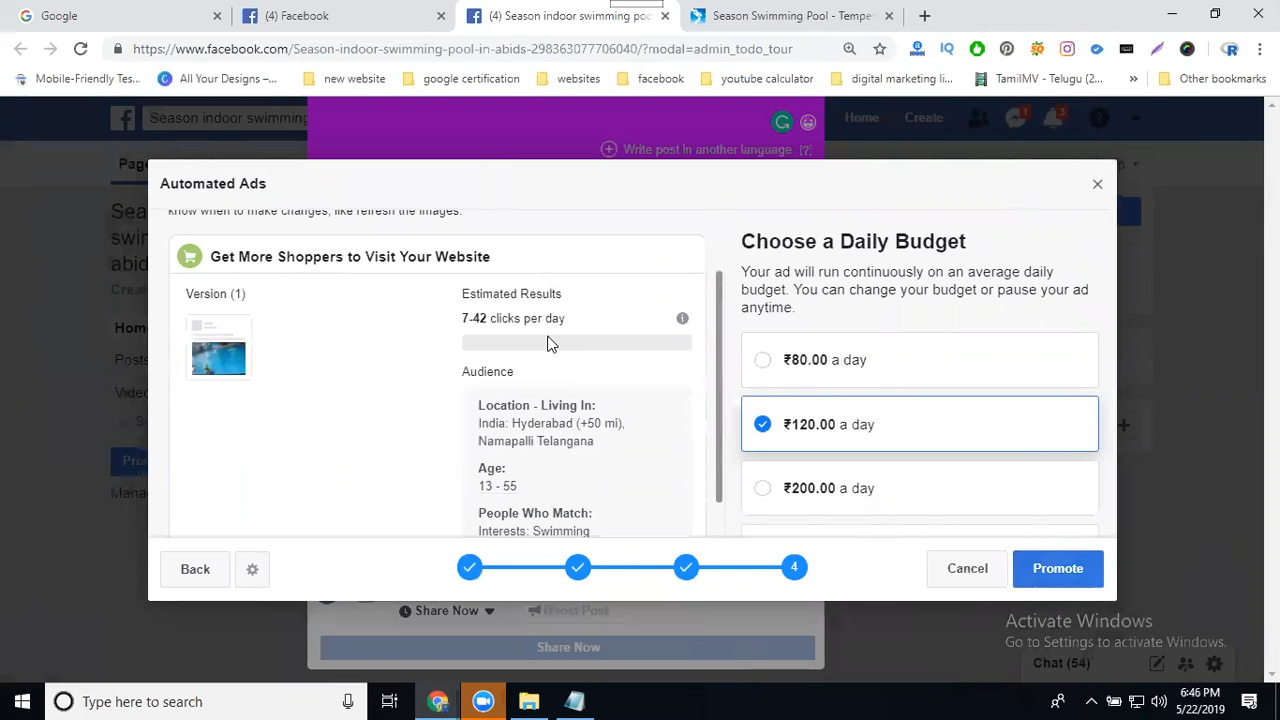 Google
(4) Facebook
(4) Season indoor swimming poo
Season Swimming Pool - Tempe
https://www.facebook.com/Season-indoor-swimming-pool-in-abids-298363077706040/?modal=admin_todo_tour
Mobile-Friendly Tes...
All Your Designs –...
new website
google certification
websites
facebook
youtube calculator
digital marketing li...
TamilMV - Telugu (2...
Other bookmarks
Season indoor swimming
Home
Create
1
3
Write post in another language [?]
Automated Ads
know when to make changes, like refresh the images.
Get More Shoppers to Visit Your Website
Version (1)
Estimated Results
7-42 clicks per day
Audience
Location - Living In:
India: Hyderabad (+50 mi),
Namapalli Telangana
Age:
13 - 55
People Who Match:
Interests: Swimming
Choose a Daily Budget
Your ad will run continuously on an average daily
budget. You can change your budget or pause your ad
anytime.
₹80.00 a day
₹120.00 a day
₹200.00 a day
Back
4
Cancel
Promote
Share Now
Boost Post
Share Now
Activate Windows
Go to Settings to activate Windows.
Chat (54)
Type here to search
6:46 PM
5/22/2019